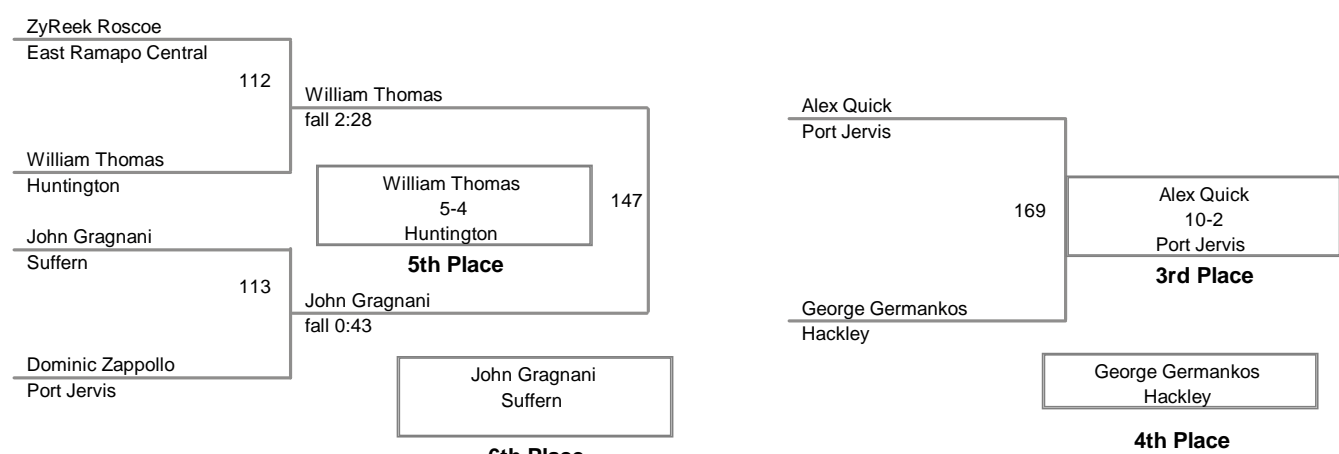 ZyReek Roscoe
East Ramapo Central
112
William Thomas
fall 2:28
William Thomas
Huntington
William Thomas
5-4
Huntington
5th Place
147
John Gragnani
Suffern
113
John Gragnani
fall 0:43
Dominic Zappollo
Port Jervis
John Gragnani
Suffern
6th Place
Alex Quick
Port Jervis
169
Alex Quick
10-2
Port Jervis
3rd Place
George Germankos
Hackley
George Germankos
Hackley
4th Place